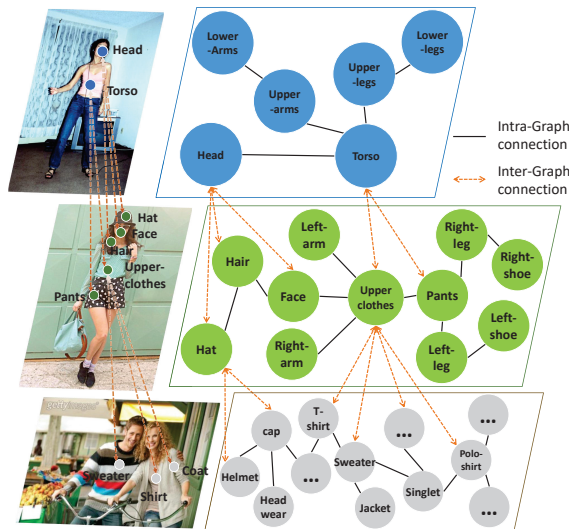 Head
Torso
Lower
-Arms
Lower
-legs
Upper
-arms
Upper
-legs
Head
Torso
Intra-Graph
connection
Inter-Graph
connection
Hat
Face
Hair
Upper-
clothes
Pants
Left-
arm
Hair
Face
Upper
clothes
Pants
Right-
leg
Right-
shoe
Left-
shoe
Hat
Right-
arm
Left-
leg
Sweater
Coat
Shirt
cap
T-
shirt
...
...
Helmet
...
Sweater
Polo-
shirt
Head
wear
Jacket
Singlet
...